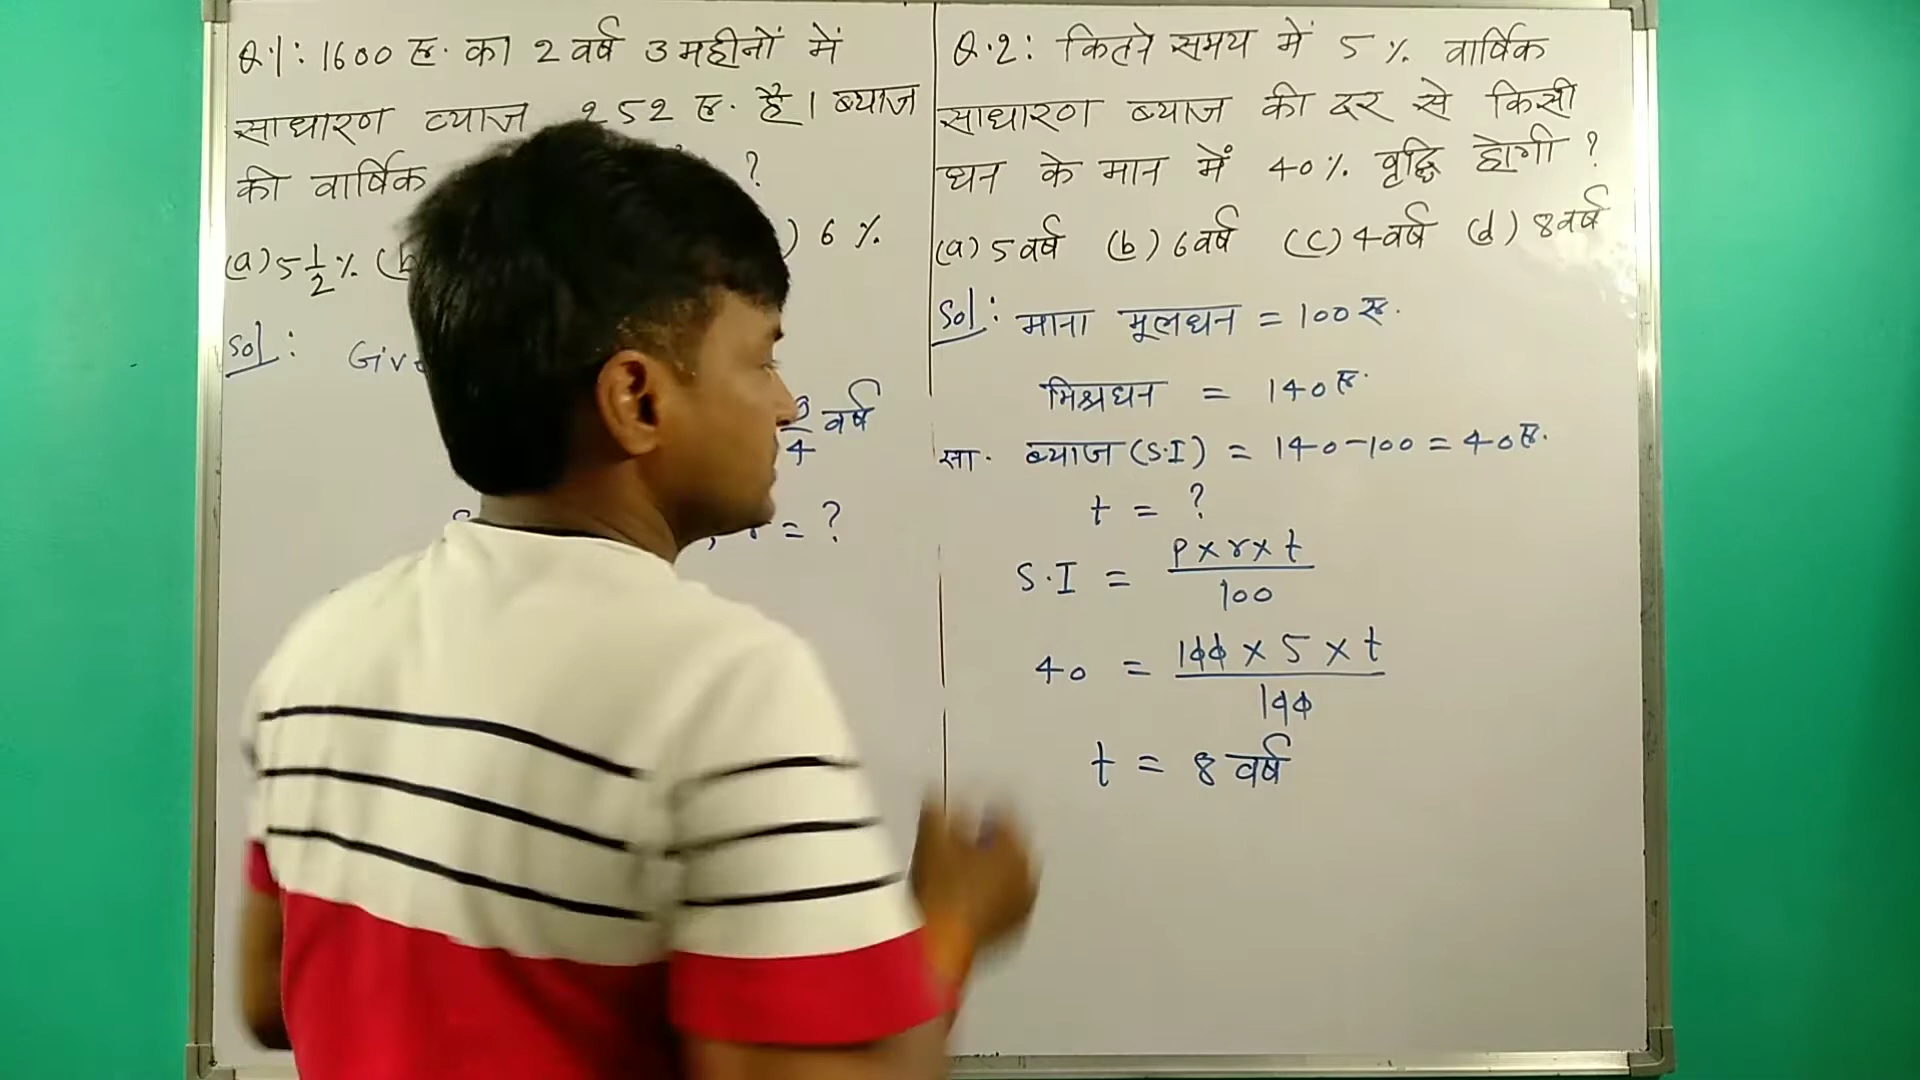 Q.1: 1600 रु. का 2 वर्ष 3 महीनों में
साधारण ब्याज 252 रु. है। ब्याज
की वार्षिक ?
(a) 5 1/2 % ) 6 %
Sol:
3/4 वर्ष
= ?
Q.2: कितने समय में 5 % वार्षिक
साधारण ब्याज की दर से किसी
धन के मान में 40 % वृद्धि होगी ?
(a) 5 वर्ष (b) 6 वर्ष (c) 4 वर्ष (d) 8 वर्ष
Sol: माना मूलधन = 100 रु.
मिश्रधन = 140 रु.
सा. ब्याज (S.I) = 140-100 = 40 रु.
t = ?
S.I = p x r x t / 100
40 = 100 x 5 x t / 100
t = 8 वर्ष